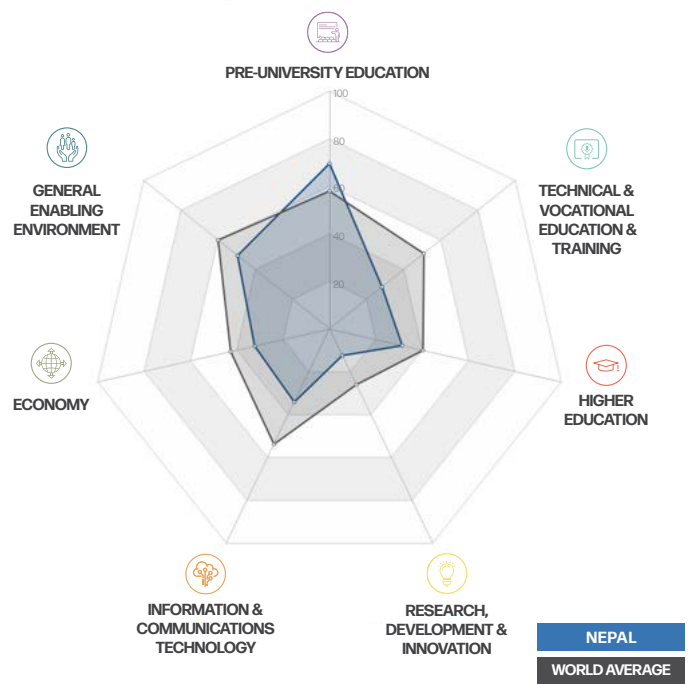 PRE-UNIVERSITY EDUCATION
100
80
60
40
20
GENERAL
ENABLING
ENVIRONMENT
TECHNICAL &
VOCATIONAL
EDUCATION &
TRAINING
ECONOMY
HIGHER
EDUCATION
INFORMATION &
COMMUNICATIONS
TECHNOLOGY
RESEARCH,
DEVELOPMENT &
INNOVATION
NEPAL
WORLD AVERAGE